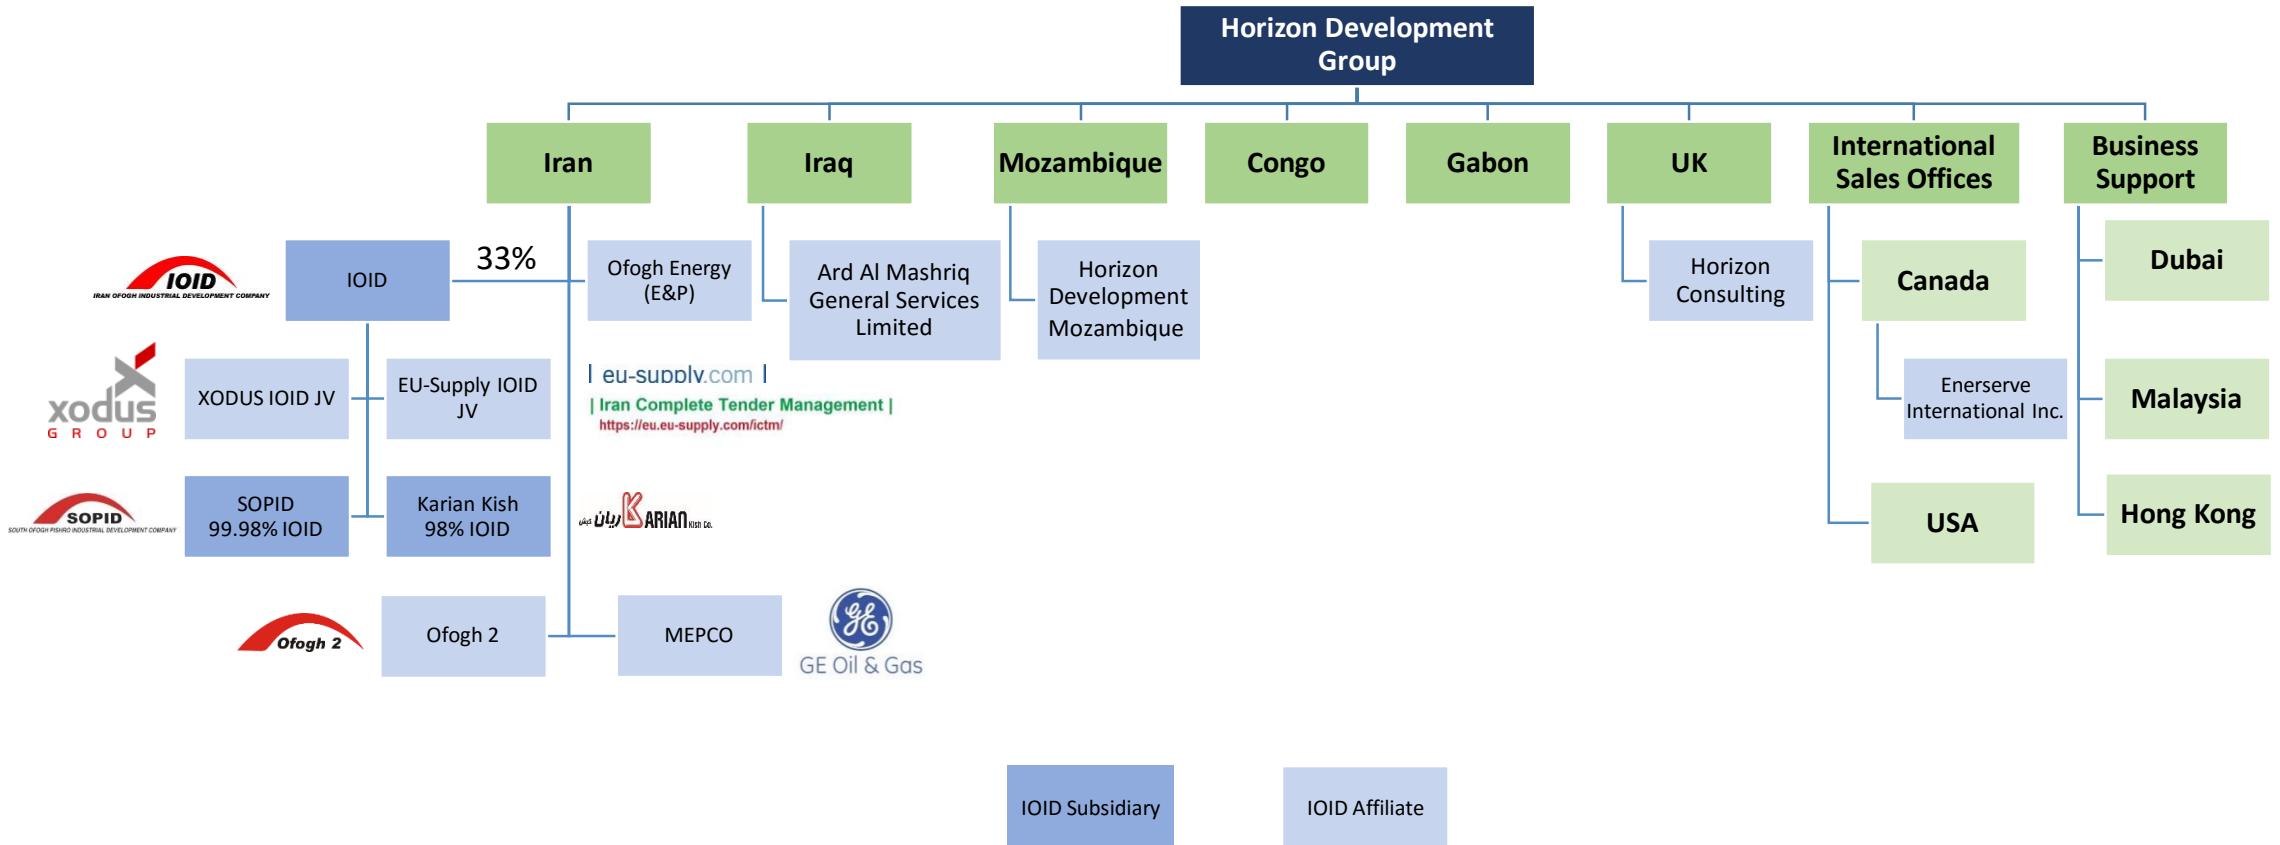 Horizon Development
Group
Iran
Iraq
Mozambique
Congo
Gabon
UK
International
Sales Offices
Business
Support
IOID
IRAN OFOGH INDUSTRIAL DEVELOPMENT COMPANY
IOID
33%
Ofogh Energy
(E&P)
Ard Al Mashriq
General Services
Limited
Horizon
Development
Mozambique
Horizon
Consulting
Canada
Dubai
xodus
GROUP
XODUS IOID JV
EU-Supply IOID
JV
| eu-supply.com |
| Iran Complete Tender Management |
https://eu.eu-supply.com/ictm/
Enerserve
International Inc.
Malaysia
SOPID
SOUTH OFOGH PISHRO INDUSTRIAL DEVELOPMENT COMPANY
SOPID
99.98% IOID
Karian Kish
98% IOID
KARIAN Kish Co.
USA
Hong Kong
Ofogh 2
Ofogh 2
MEPCO
GE
GE Oil & Gas
IOID Subsidiary
IOID Affiliate